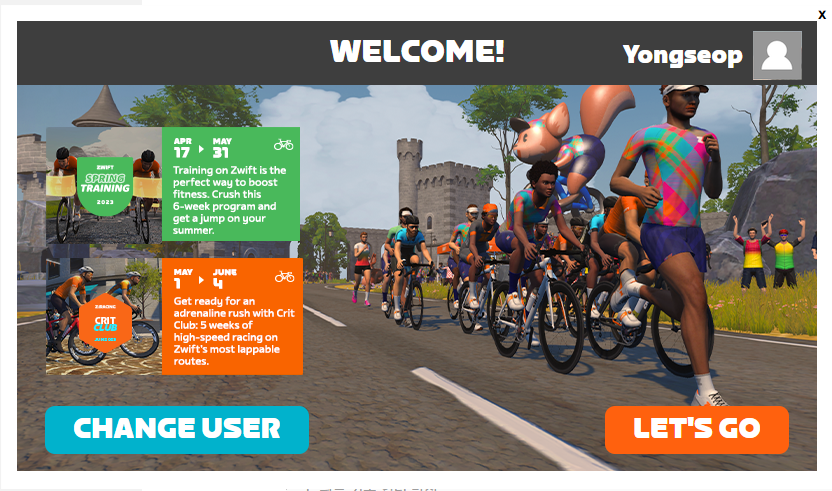 X
WELCOME!
Yongseop
ZWIFT
SPRING
TRAINING
2023
APR
17
MAY
31
Training on Zwift is the
perfect way to boost
fitness. Crush this
6-week program and
get a jump on your
summer.
CRIT
CLUB
MAY
1
JUNE
4
Get ready for an
adrenaline rush with Crit
Club: 5 weeks of
high-speed racing on
Zwift's most lappable
routes.
CHANGE USER
LET'S GO